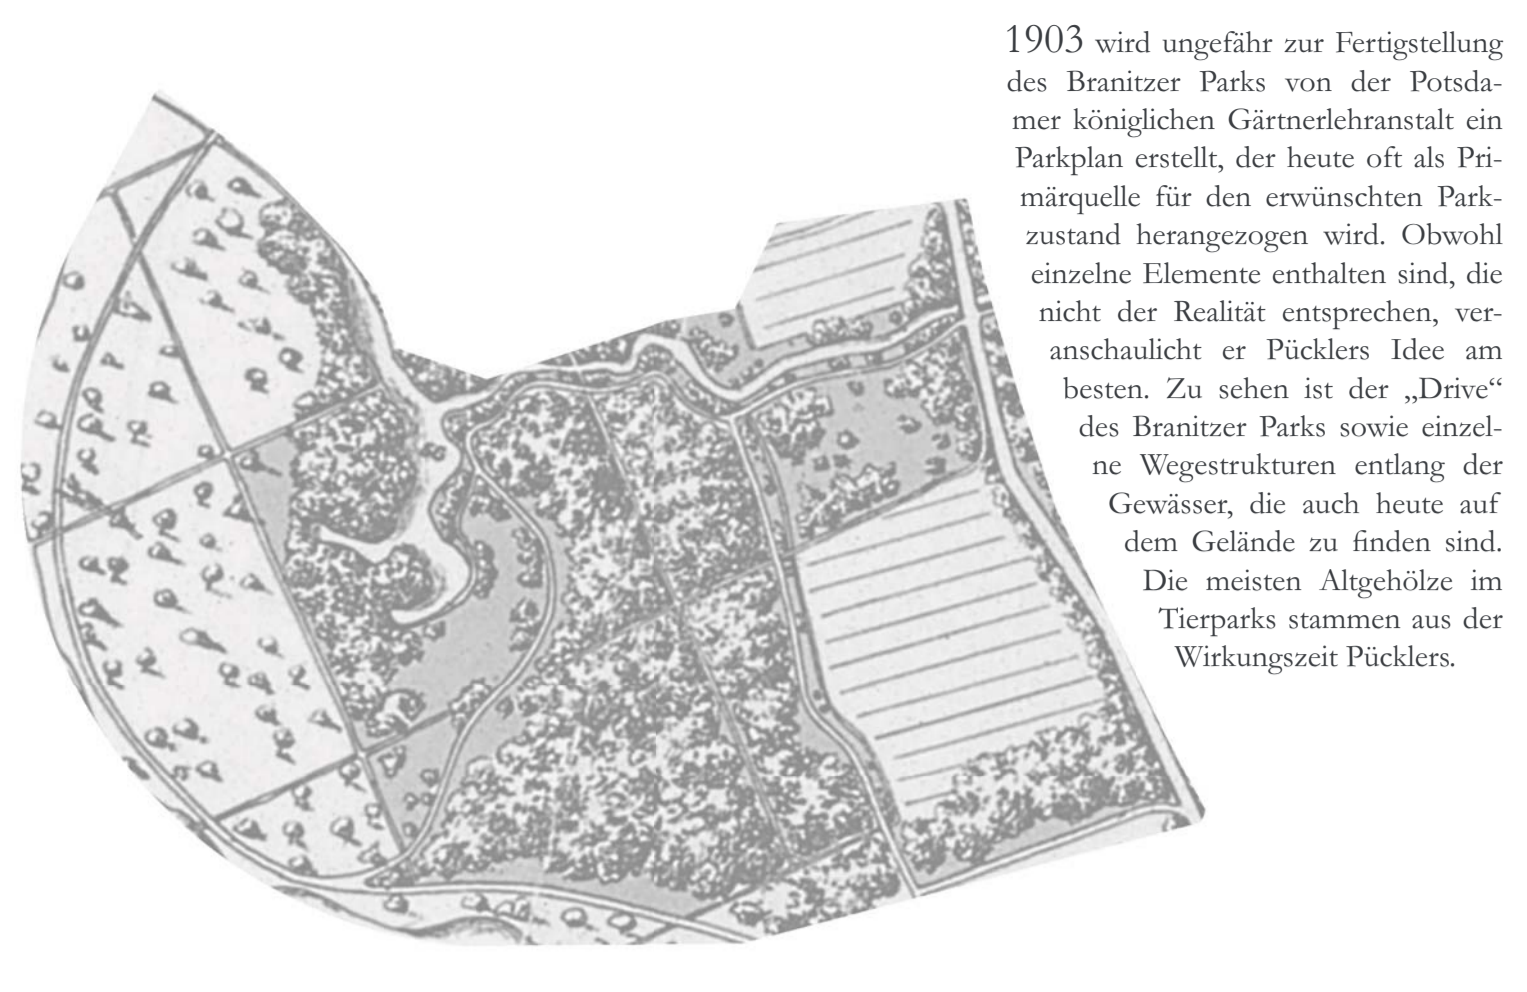 1903 wird ungefähr zur Fertigstellung
des Branitzer Parks von der Potsda-
mer königlichen Gärtnerlehranstalt ein
Parkplan erstellt, der heute oft als Pri-
märquelle für den erwünschten Park-
zustand herangezogen wird. Obwohl
einzelne Elemente enthalten sind, die
nicht der Realität entsprechen, ver-
anschaulicht er Pücklers Idee am
besten. Zu sehen ist der „Drive“
des Branitzer Parks sowie einzel-
ne Wegestrukturen entlang der
Gewässer, die auch heute auf
dem Gelände zu finden sind.
Die meisten Altgehölze im
Tierparks stammen aus der
Wirkungszeit Pücklers.